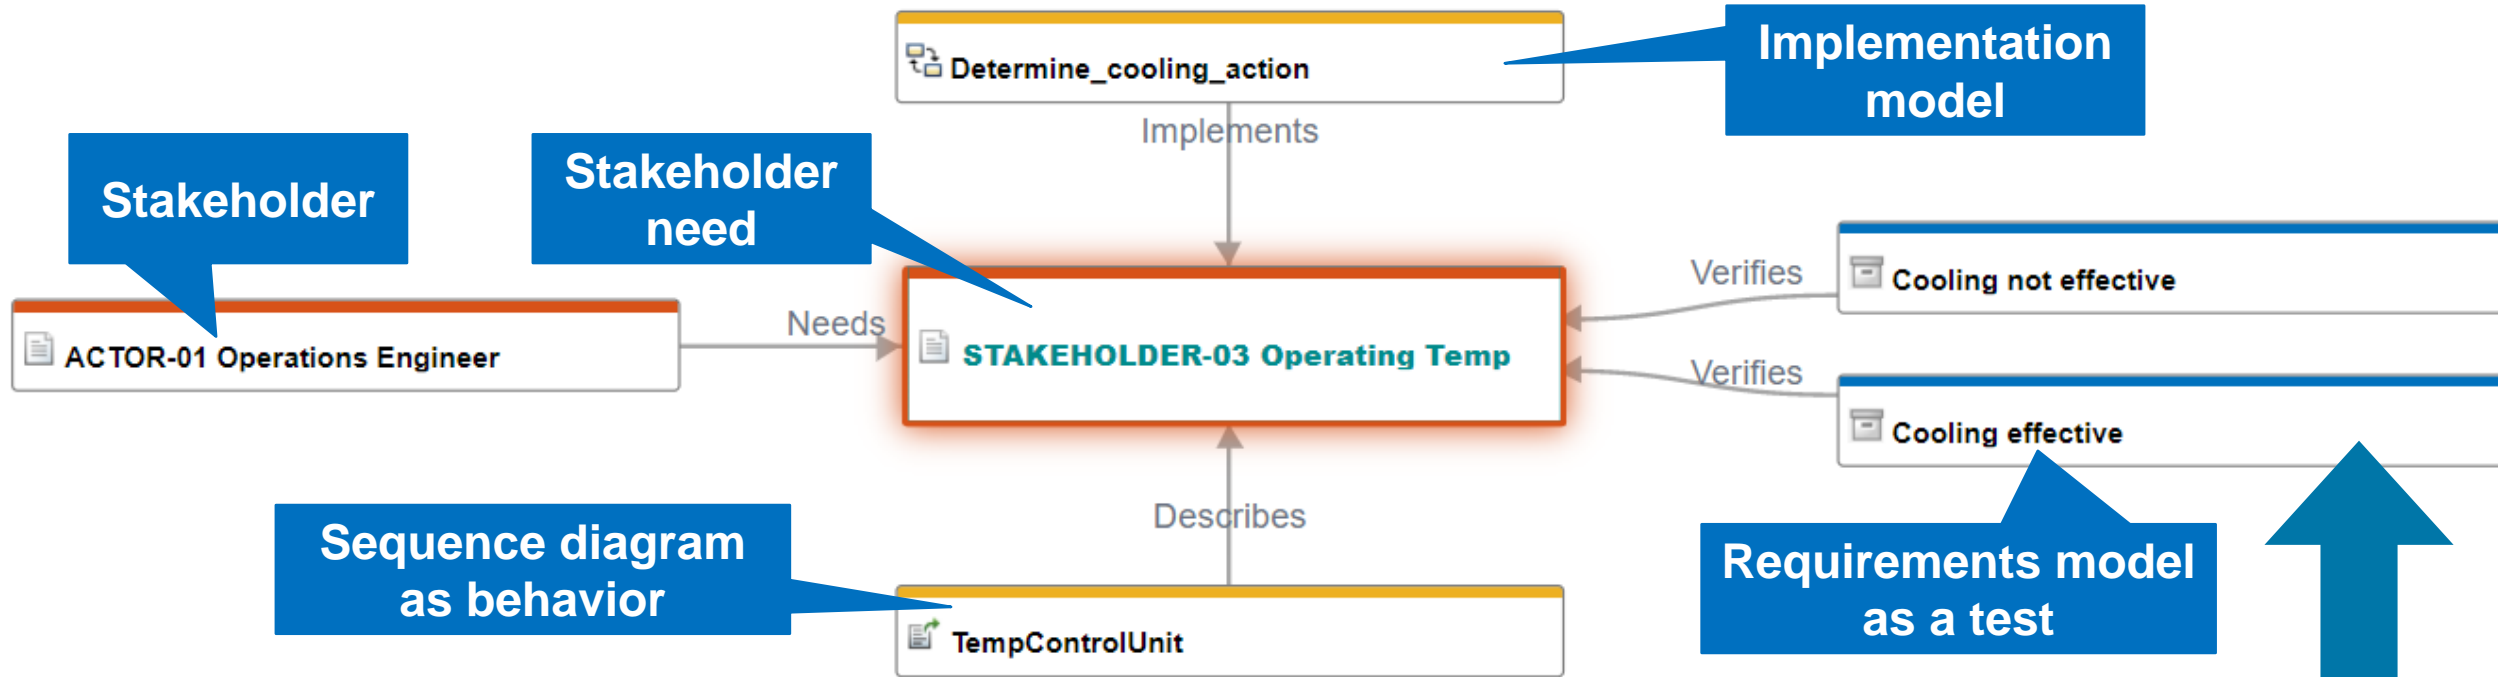 Determine_cooling_action
Implementation
model
Implements
Stakeholder
Stakeholder
need
Verifies
Cooling not effective
Needs
ACTOR-01 Operations Engineer
STAKEHOLDER-03 Operating Temp
Verifies
Cooling effective
Describes
Sequence diagram
as behavior
Requirements model
as a test
TempControlUnit